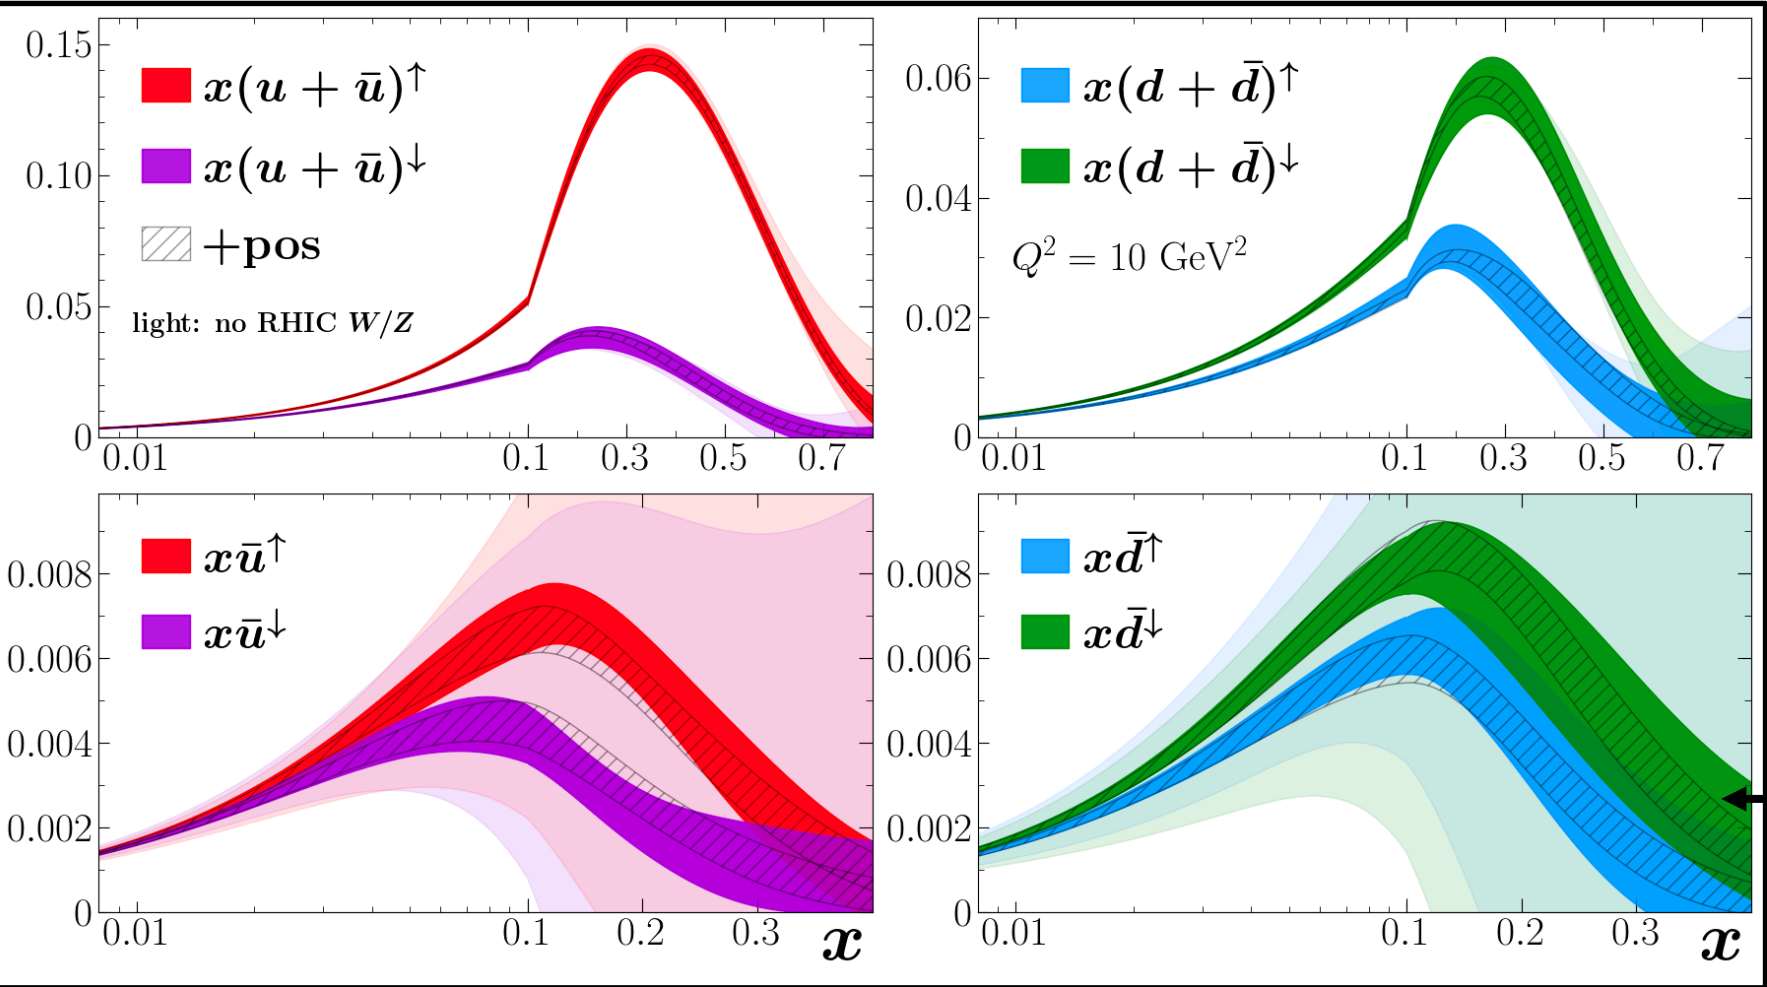 0.15
0.10
0.05
0
x(u + ū)↑
x(u + ū)↓
+pos
light: no RHIC W/Z
0.01 0.1 0.3 0.5 0.7
0.06
0.04
0.02
0
x(d + d̄)↑
x(d + d̄)↓
Q² = 10 GeV²
0.01 0.1 0.3 0.5 0.7
0.008
0.006
0.004
0.002
0
xū↑
xū↓
0.01 0.1 0.2 0.3 x
0.008
0.006
0.004
0.002
0
xd̄↑
xd̄↓
0.01 0.1 0.2 0.3 x